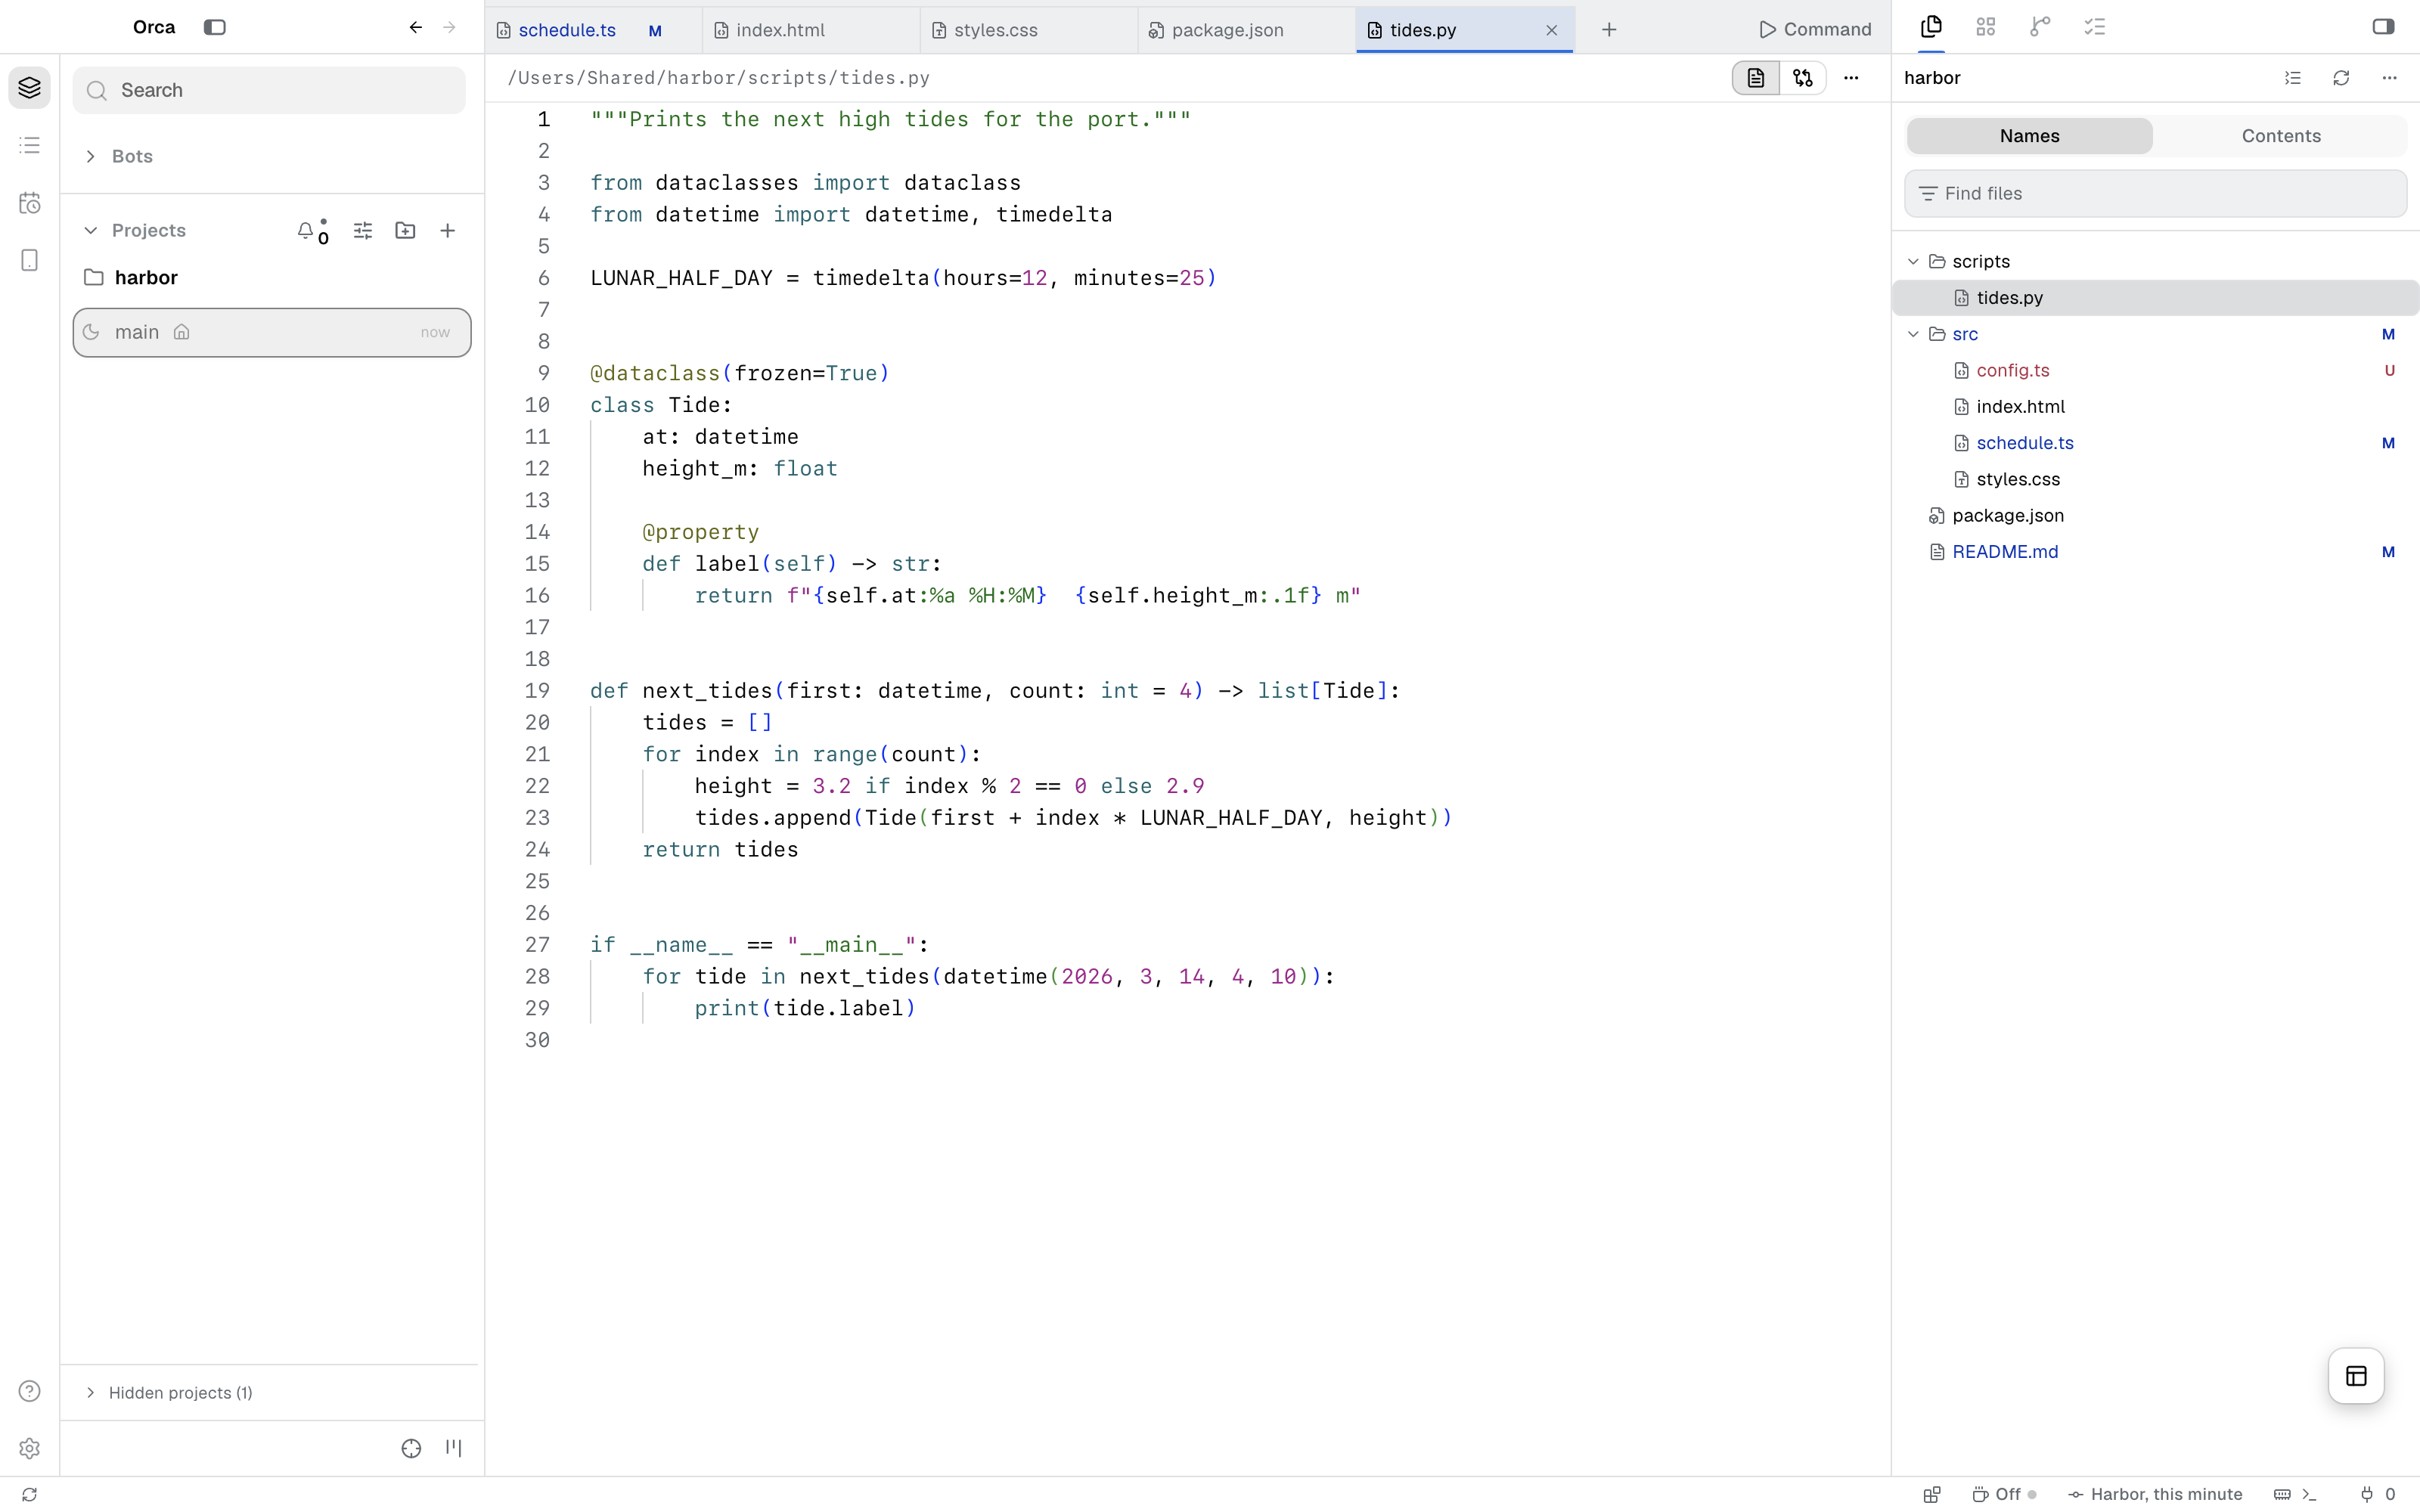 Orca
Search
Bots
Projects
0
harbor
main
now
Hidden projects (1)
schedule.ts M
index.html
styles.css
package.json
tides.py
Command
/Users/Shared/harbor/scripts/tides.py
1 """Prints the next high tides for the port."""
2
3 from dataclasses import dataclass
4 from datetime import datetime, timedelta
5
6 LUNAR_HALF_DAY = timedelta(hours=12, minutes=25)
7
8
9 @dataclass(frozen=True)
10 class Tide:
11     at: datetime
12     height_m: float
13
14     @property
15     def label(self) -> str:
16         return f"{self.at:%a %H:%M}  {self.height_m:.1f} m"
17
18
19 def next_tides(first: datetime, count: int = 4) -> list[Tide]:
20     tides = []
21     for index in range(count):
22         height = 3.2 if index % 2 == 0 else 2.9
23         tides.append(Tide(first + index * LUNAR_HALF_DAY, height))
24     return tides
25
26
27 if __name__ == "__main__":
28     for tide in next_tides(datetime(2026, 3, 14, 4, 10)):
29         print(tide.label)
30
harbor
Names
Contents
Find files
scripts
tides.py
src M
config.ts U
index.html
schedule.ts M
styles.css
package.json
README.md M
Off
Harbor, this minute
0